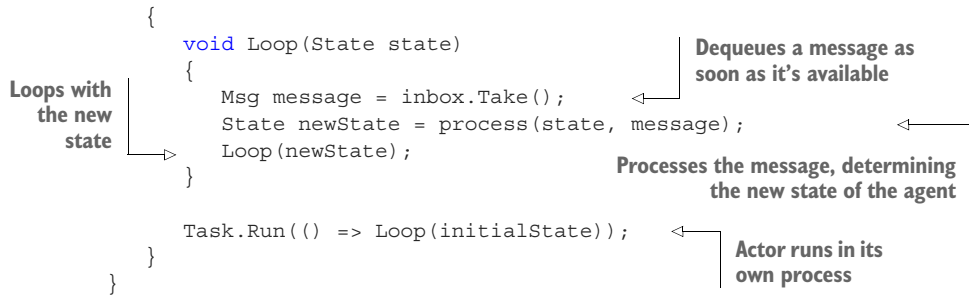 {
void Loop(State state)
{
Dequeues a message as
soon as it's available
Loops with
the new
state
Msg message = inbox.Take();
State newState = process(state, message);
Loop(newState);
}
Processes the message, determining
the new state of the agent
Task.Run(() => Loop(initialState));
Actor runs in its
own process
}
}